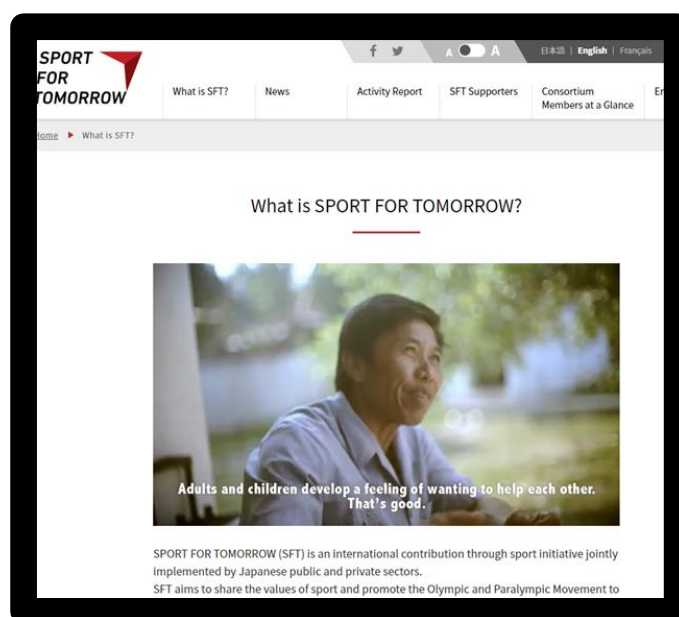 SPORT
FOR
TOMORROW
f
A A
日本語 | English | Français
What is SFT?
News
Activity Report
SFT Supporters
Consortium
Members at a Glance
Home ▶ What is SFT?
What is SPORT FOR TOMORROW?
Adults and children develop a feeling of wanting to help each other.
That's good.
SPORT FOR TOMORROW (SFT) is an international contribution through sport initiative jointly
implemented by Japanese public and private sectors.
SFT aims to share the values of sport and promote the Olympic and Paralympic Movement to